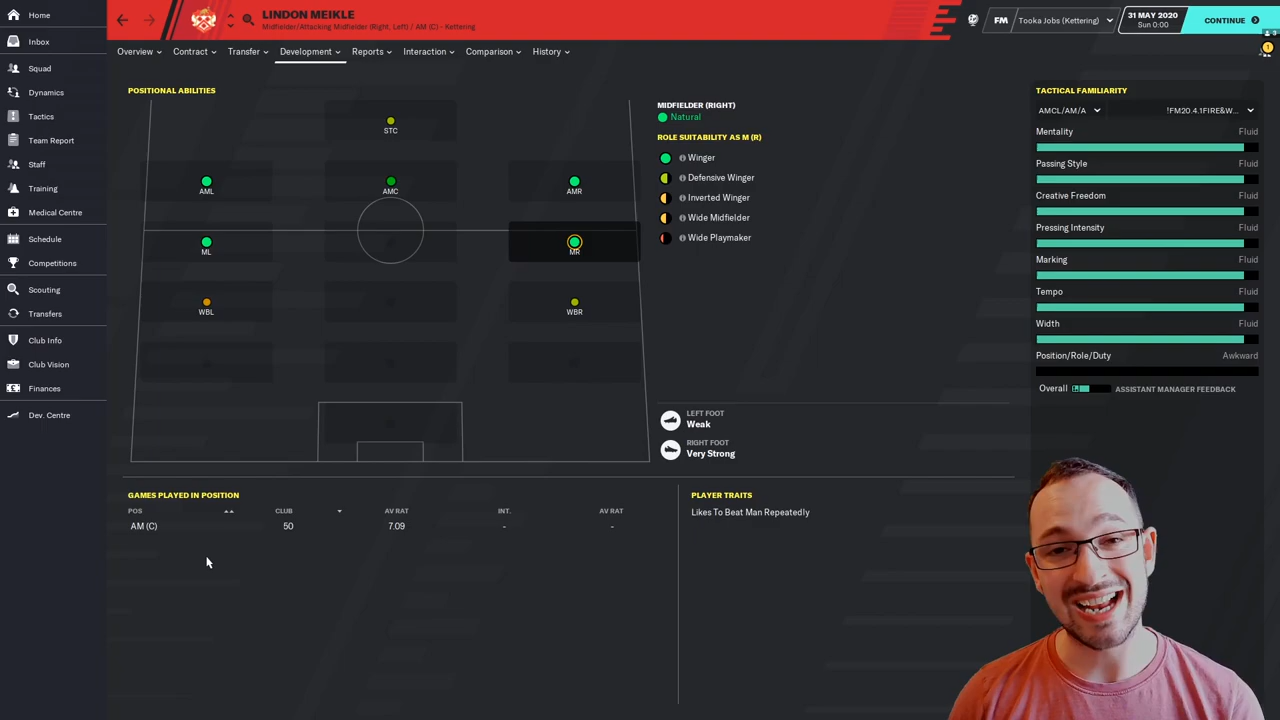 Home
Inbox
Squad
Dynamics
Tactics
Team Report
Staff
Training
Medical Centre
Schedule
Competitions
Scouting
Transfers
Club Info
Club Vision
Finances
Dev. Centre
LINDON MEIKLE
Midfielder/Attacking Midfielder (Right, Left) / AM (C) - Kettering
FM
Tooka Jobs (Kettering)
31 MAY 2020
Sun 0:00
CONTINUE
3
1
Overview
Contract
Transfer
Development
Reports
Interaction
Comparison
History
POSITIONAL ABILITIES
STC
AML
AMC
AMR
ML
MR
WBL
WBR
MIDFIELDER (RIGHT)
Natural
ROLE SUITABILITY AS M (R)
Winger
Defensive Winger
Inverted Winger
Wide Midfielder
Wide Playmaker
LEFT FOOT
Weak
RIGHT FOOT
Very Strong
TACTICAL FAMILIARITY
AMCL/AM/A
!FM20.4.1FIRE&W...
Mentality Fluid
Passing Style Fluid
Creative Freedom Fluid
Pressing Intensity Fluid
Marking Fluid
Tempo Fluid
Width Fluid
Position/Role/Duty Awkward
Overall
ASSISTANT MANAGER FEEDBACK
GAMES PLAYED IN POSITION
POS CLUB AV RAT INT. AV RAT
AM (C) 50 7.09 - -
PLAYER TRAITS
Likes To Beat Man Repeatedly